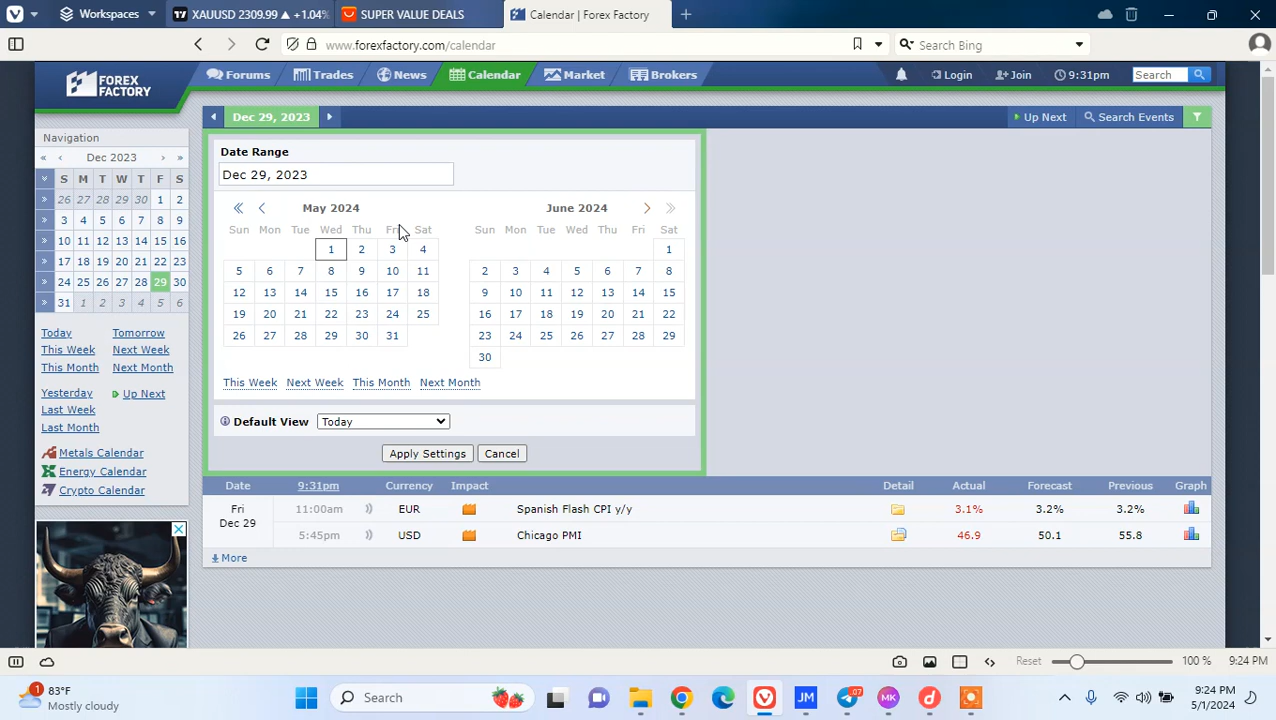 Workspaces
XAUUSD 2309.99 ▲ +1.04%
SUPER VALUE DEALS
Calendar | Forex Factory
www.forexfactory.com/calendar
Search Bing
FOREX
FACTORY
Forums
Trades
News
Calendar
Market
Brokers
Login
Join
9:31pm
Search
Navigation
« ‹ Dec 2023 › »
S M T W T F S
26 27 28 29 30 1 2
3 4 5 6 7 8 9
10 11 12 13 14 15 16
17 18 19 20 21 22 23
24 25 26 27 28 29 30
31 1 2 3 4 5 6
Today Tomorrow
This Week Next Week
This Month Next Month
Yesterday Up Next
Last Week
Last Month
Metals Calendar
Energy Calendar
Crypto Calendar
Dec 29, 2023
Up Next
Search Events
Date Range
Dec 29, 2023
May 2024
Sun Mon Tue Wed Thu Fri Sat
1 2 3 4
5 6 7 8 9 10 11
12 13 14 15 16 17 18
19 20 21 22 23 24 25
26 27 28 29 30 31
June 2024
Sun Mon Tue Wed Thu Fri Sat
1
2 3 4 5 6 7 8
9 10 11 12 13 14 15
16 17 18 19 20 21 22
23 24 25 26 27 28 29
30
This Week Next Week This Month Next Month
Default View Today
Apply Settings Cancel
Date 9:31pm Currency Impact Detail Actual Forecast Previous Graph
Fri
Dec 29
11:00am EUR Spanish Flash CPI y/y 3.1% 3.2% 3.2%
5:45pm USD Chicago PMI 46.9 50.1 55.8
More
Reset 100 % 9:24 PM
1
83°F
Mostly cloudy
Search
JM
07
MK
9:24 PM
5/1/2024